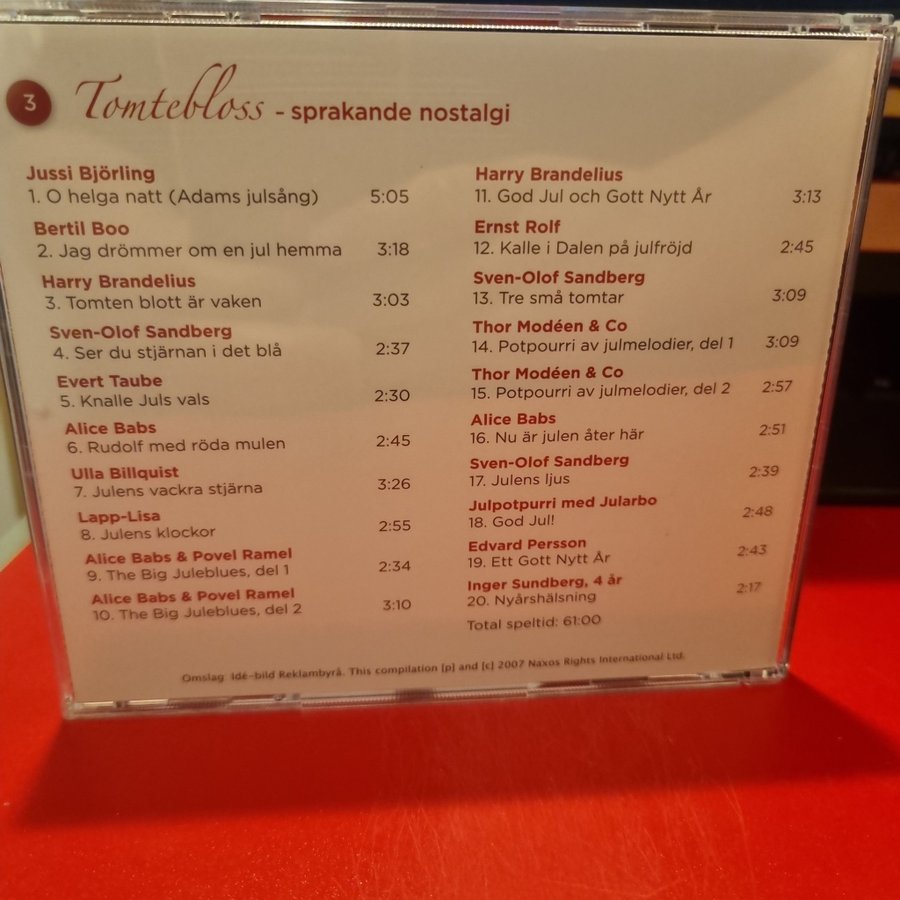 3 Tomtebloss - sprakande nostalgi
Jussi Björling
1. O helga natt (Adams julsång) 5:05
Bertil Boo
2. Jag drömmer om en jul hemma 3:18
Harry Brandelius
3. Tomten blott är vaken 3:03
Sven-Olof Sandberg
4. Ser du stjärnan i det blå 2:37
Evert Taube
5. Knalle Juls vals 2:30
Alice Babs
6. Rudolf med röda mulen 2:45
Ulla Billquist
7. Julens vackra stjärna 3:26
Lapp-Lisa
8. Julens klockor 2:55
Alice Babs & Povel Ramel
9. The Big Juleblues, del 1 2:34
Alice Babs & Povel Ramel
10. The Big Juleblues, del 2 3:10
Harry Brandelius
11. God Jul och Gott Nytt År 3:13
Ernst Rolf
12. Kalle i Dalen på julfröjd 2:45
Sven-Olof Sandberg
13. Tre små tomtar 3:09
Thor Modéen & Co
14. Potpourri av julmelodier, del 1 3:09
Thor Modéen & Co
15. Potpourri av julmelodier, del 2 2:57
Alice Babs
16. Nu är julen åter här 2:51
Sven-Olof Sandberg
17. Julens ljus 2:39
Julpotpurri med Jularbo
18. God Jul! 2:48
Edvard Persson
19. Ett Gott Nytt År 2:43
Inger Sundberg, 4 år
20. Nyårshälsning 2:17
Total speltid: 61:00
Omslag: Idé-bild Reklambyrå. This compilation [p] and [c] 2007 Naxos Rights International Ltd.